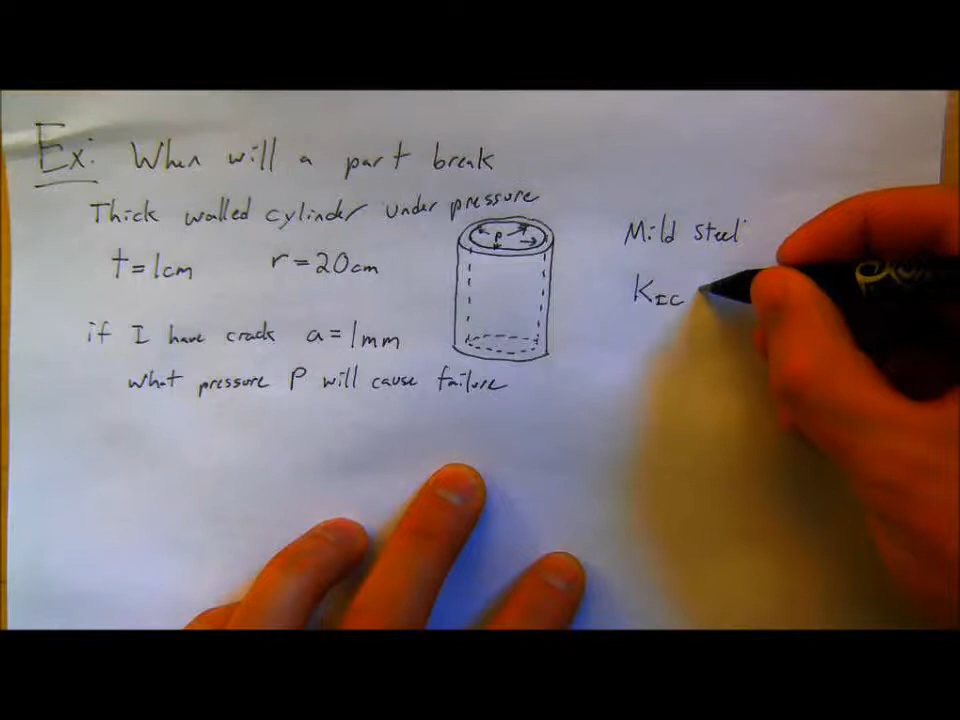 Ex: When will a part break
Thick walled cylinder under pressure
t=1cm r=20cm
P
Mild Steel
KIC
if I have crack a=1mm
what pressure P will cause failure